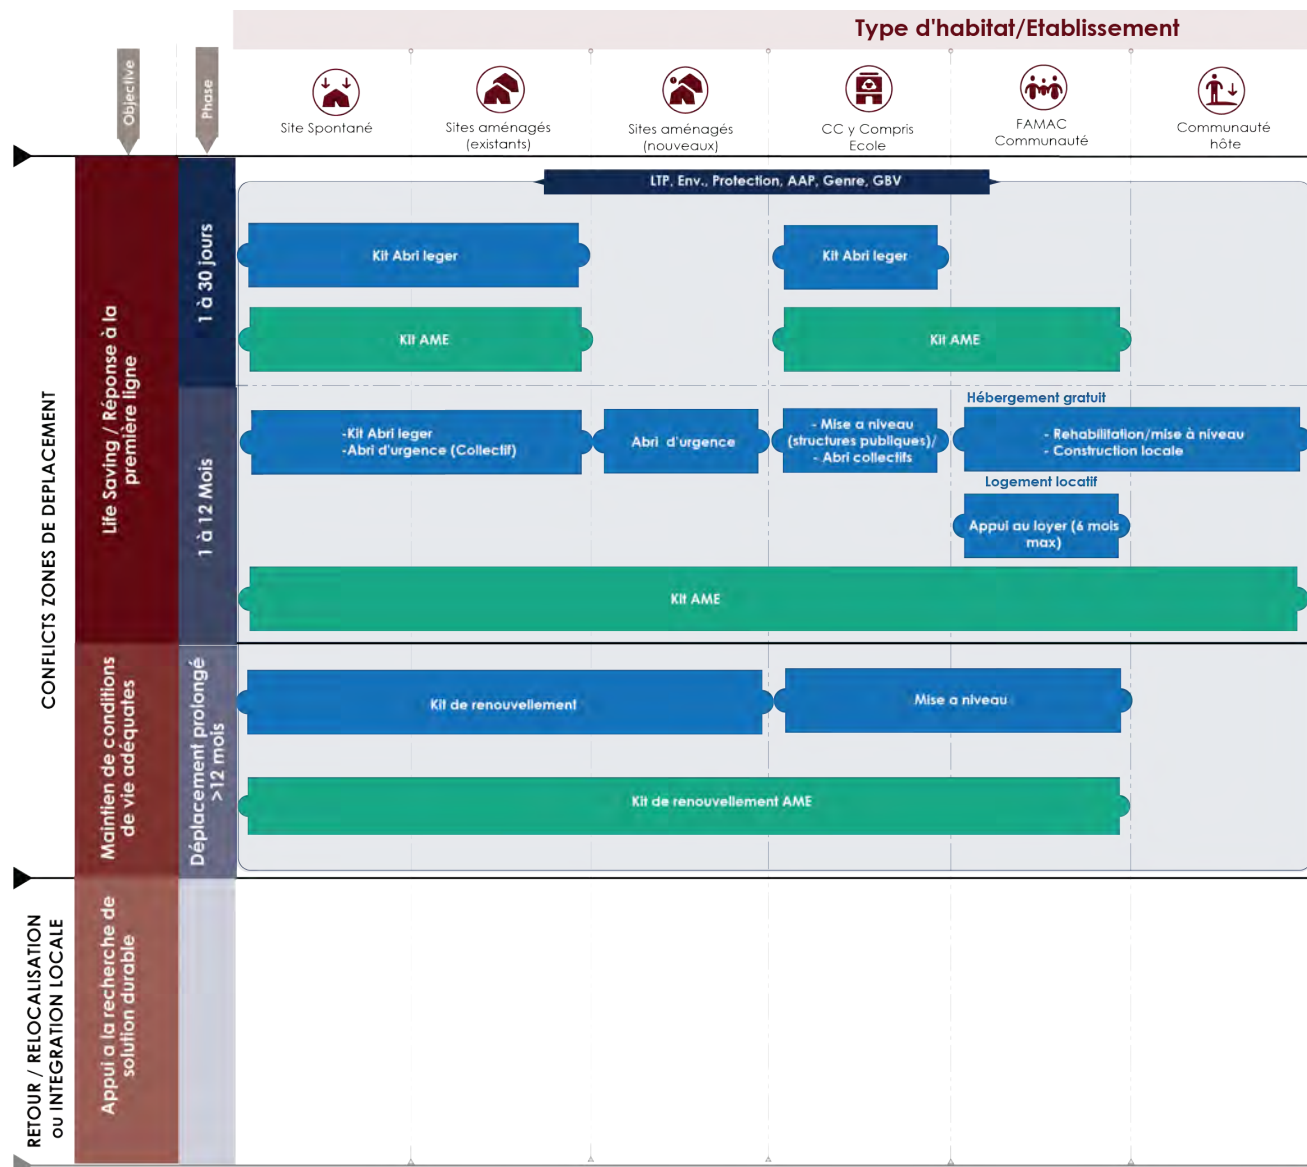 Type d'habitat/Etablissement
Objective
Phase
Site Spontané
Sites aménagés
(existants)
Sites aménagés
(nouveaux)
CC y Compris
Ecole
FAMAC
Communauté
Communauté
hôte
CONFLICTS ZONES DE DEPLACEMENT
Life Saving / Réponse à la
première ligne
1 à 30 jours
LTP, Env., Protection, AAP, Genre, GBV
Kit Abri leger
Kit Abri leger
Kit AME
Kit AME
1 à 12 Mois
-Kit Abri leger
-Abri d'urgence (Collectif)
Abri d'urgence
- Mise a niveau
(structures publiques)/
- Abri collectifs
Hébergement gratuit
- Rehabilitation/mise à niveau
- Construction locale
Logement locatif
Appui au loyer (6 mois
max)
Kit AME
Maintien de conditions
de vie adéquates
Déplacement prolongé
>12 mois
Kit de renouvellement
Mise a niveau
Kit de renouvellement AME
RETOUR / RELOCALISATION
OU INTEGRATION LOCALE
Appui a la recherche de
solution durable